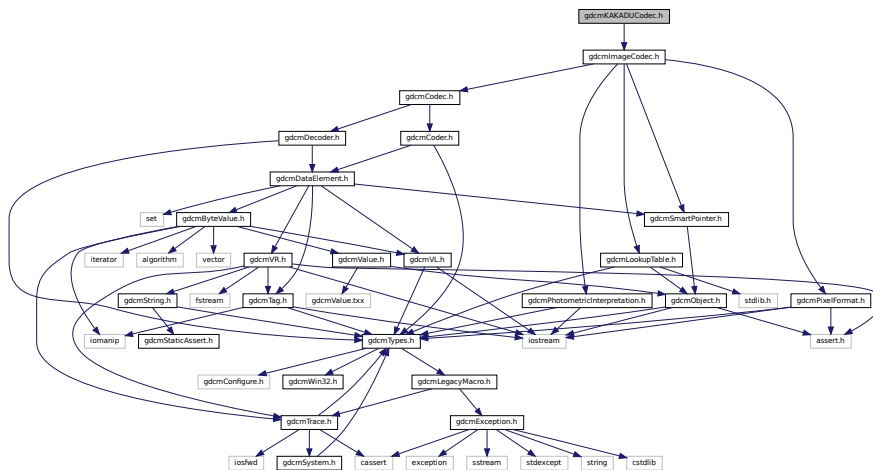 gdcmKAKADUCodec.h
gdcmImageCodec.h
gdcmCodec.h
gdcmDecoder.h
gdcmCoder.h
gdcmDataElement.h
set
gdcmByteValue.h
gdcmSmartPointer.h
iterator
algorithm
vector
gdcmVR.h
gdcmValue.h
gdcmVL.h
gdcmLookupTable.h
gdcmString.h
fstream
gdcmTag.h
gdcmValue.txx
gdcmPhotometricInterpretation.h
gdcmObject.h
stdlib.h
gdcmPixelFormat.h
iomanip
gdcmStaticAssert.h
gdcmTypes.h
iostream
assert.h
gdcmConfigure.h
gdcmWin32.h
gdcmLegacyMacro.h
gdcmTrace.h
gdcmException.h
iosfwd
gdcmSystem.h
cassert
exception
sstream
stdexcept
string
cstdlib